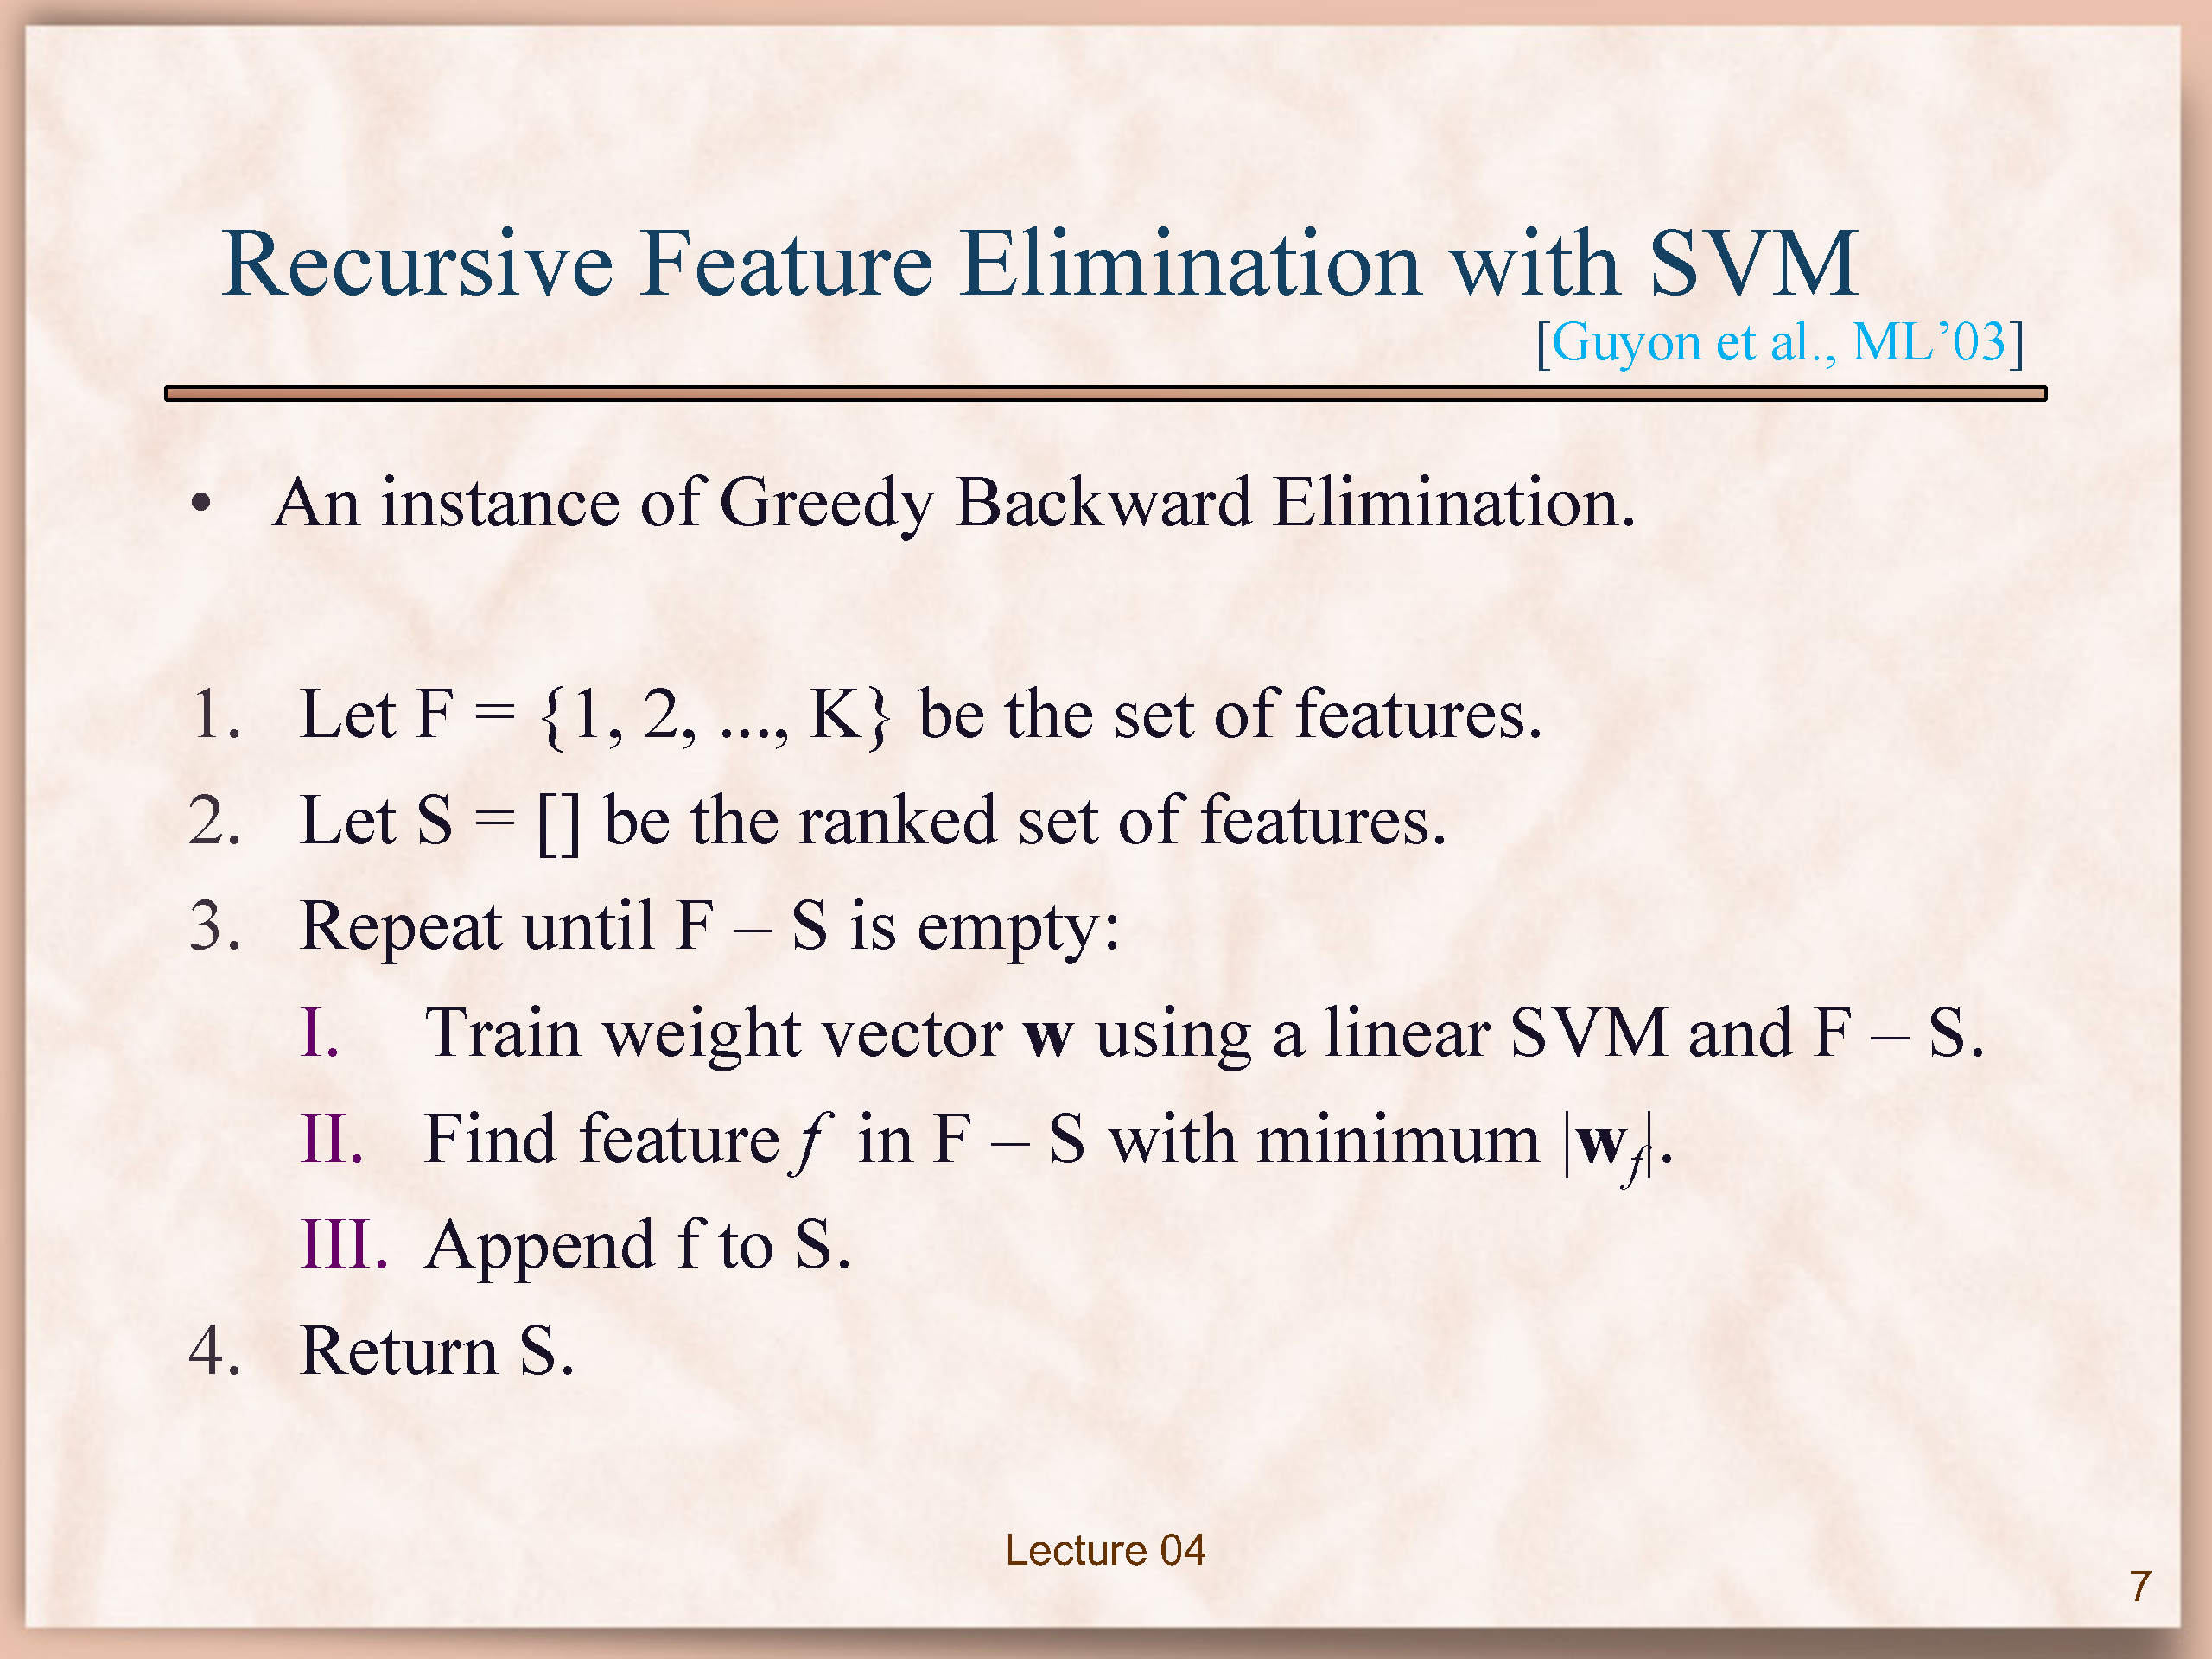 Recursive Feature Elimination with SVM
[Guyon et al., ML’03]
• An instance of Greedy Backward Elimination.
1. Let F = {1, 2, ..., K} be the set of features.
2. Let S = [] be the ranked set of features.
3. Repeat until F – S is empty:
I. Train weight vector w using a linear SVM and F – S.
II. Find feature f in F – S with minimum |wf|.
III. Append f to S.
4. Return S.
Lecture 04
7